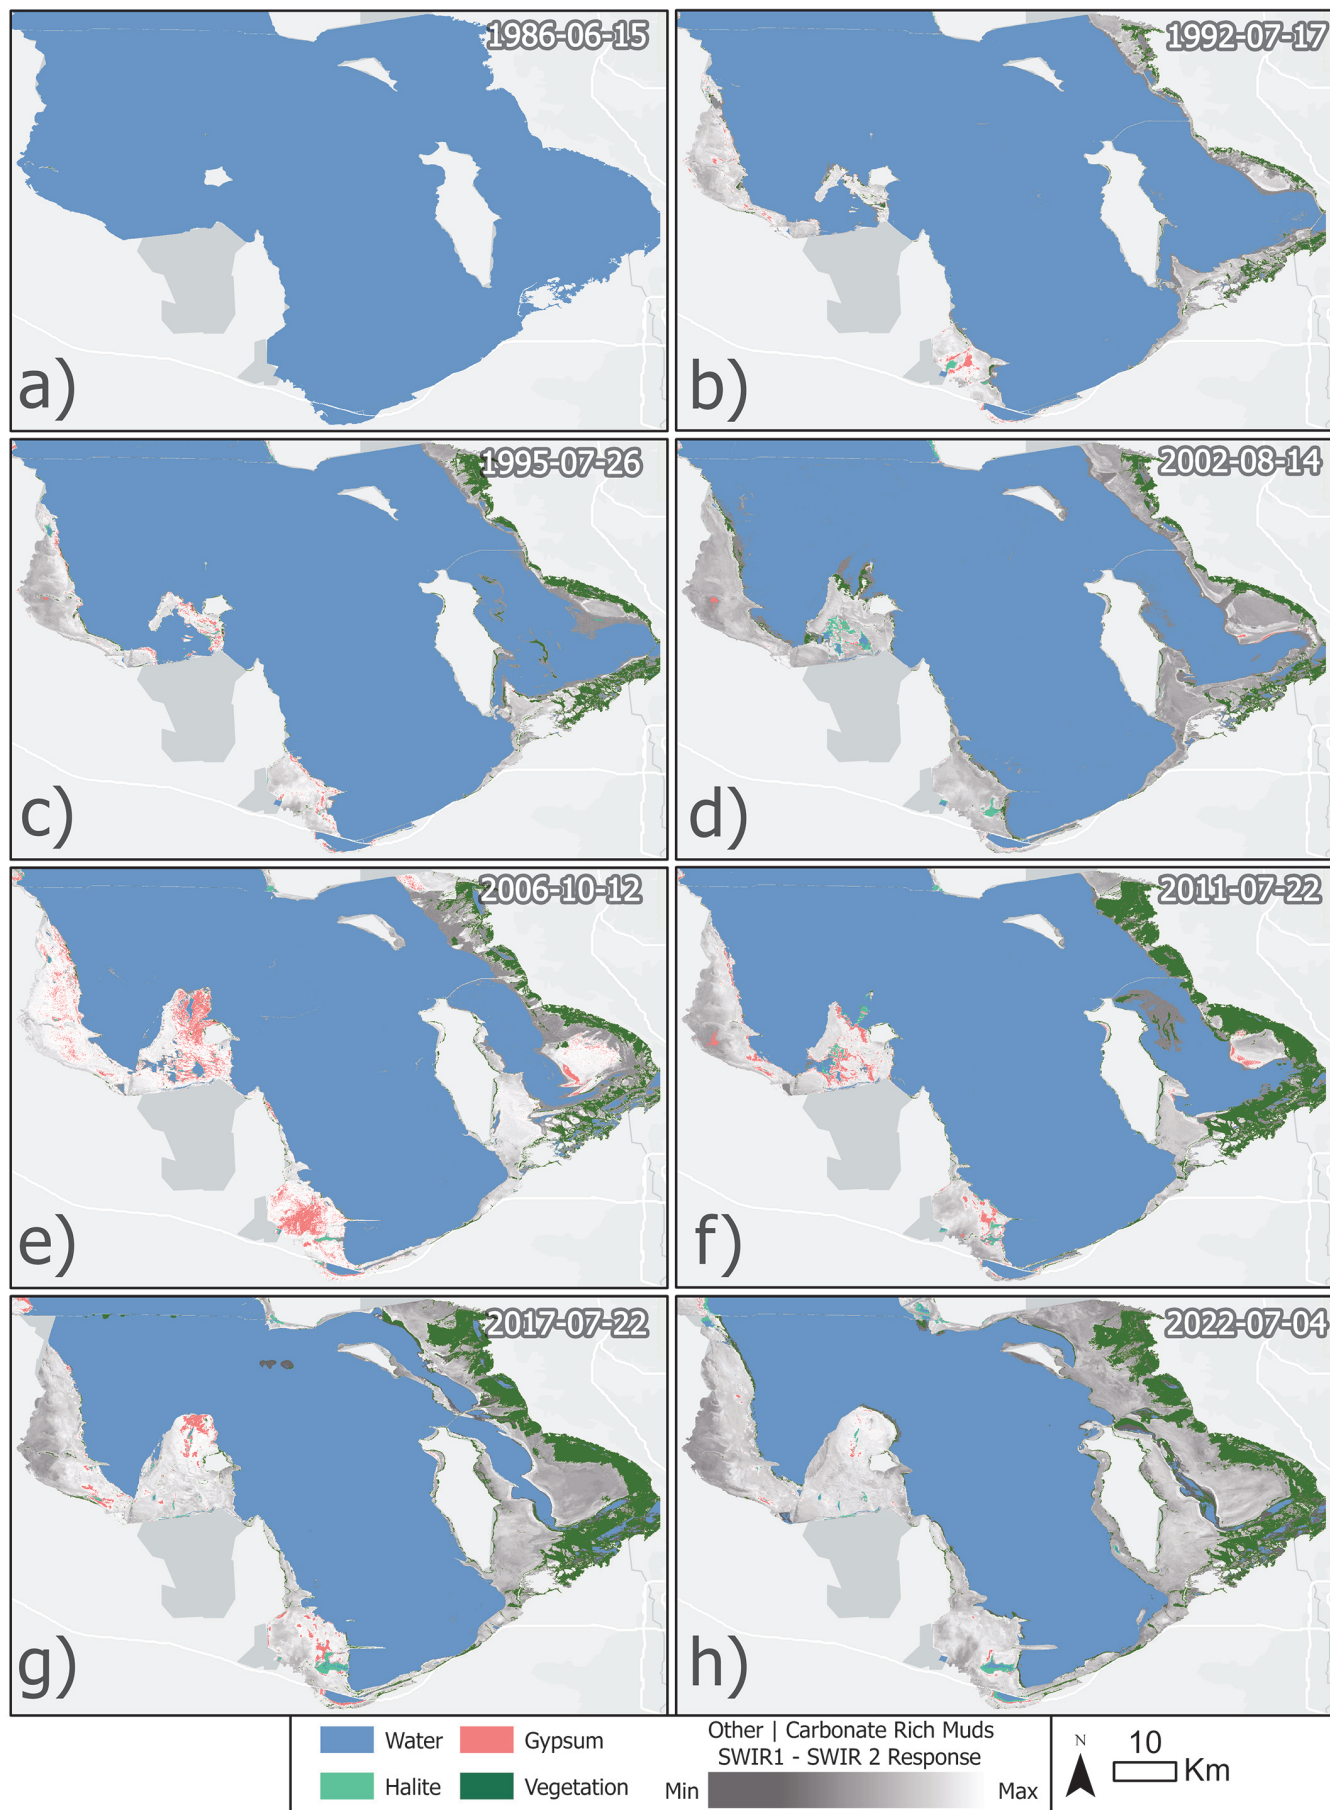 1986-06-15
a)
1992-07-17
b)
1995-07-26
c)
2002-08-14
d)
2006-10-12
e)
2011-07-22
f)
2017-07-22
g)
2022-07-04
h)
Water
Gypsum
Halite
Vegetation
Other | Carbonate Rich Muds
SWIR1 - SWIR 2 Response
Min
Max
N
10
Km